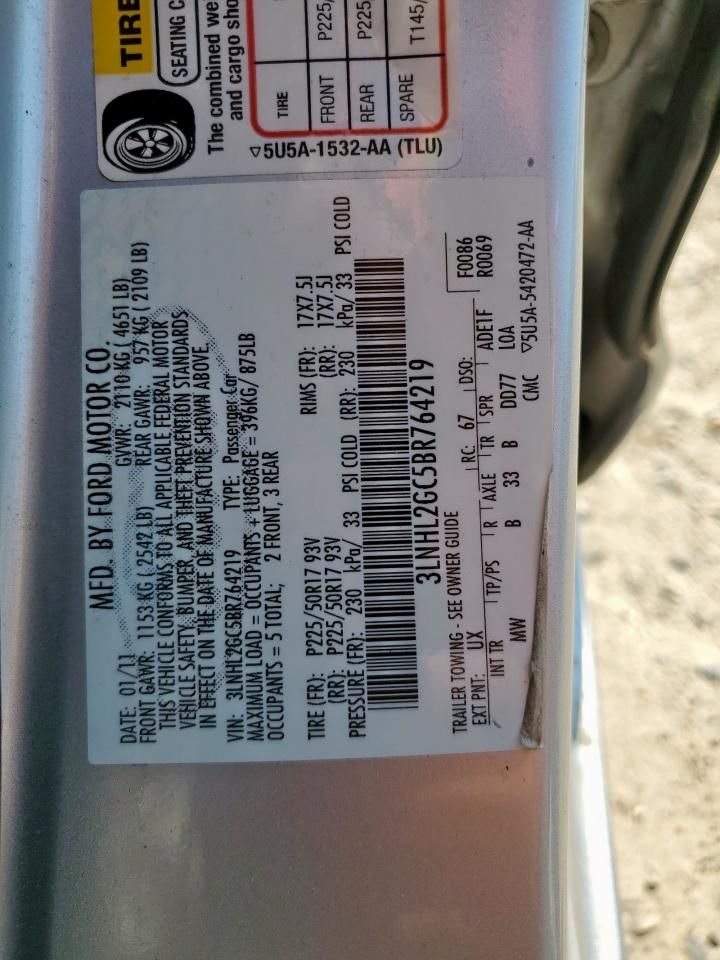 TIRE
SEATING C
The combined we
and cargo sho
TIRE
FRONT P225/
REAR P225
SPARE T145/
▽5U5A-1532-AA (TLU)
MFD. BY FORD MOTOR CO.
DATE: 01/11 GVWR: 2110 KG ( 4651 LB)
FRONT GAWR: 1153 KG ( 2542 LB) REAR GAWR: 957 KG ( 2109 LB)
THIS VEHICLE CONFORMS TO ALL APPLICABLE FEDERAL MOTOR
VEHICLE SAFETY, BUMPER, AND THEFT PREVENTION STANDARDS
IN EFFECT ON THE DATE OF MANUFACTURE SHOWN ABOVE
VIN: 3LNHL2GC5BR764219 TYPE: Passenger Car
MAXIMUM LOAD = OCCUPANTS + LUGGAGE = 396KG/ 875LB
OCCUPANTS = 5 TOTAL; 2 FRONT, 3 REAR
TIRE (FR): P225/50R17 93V RIMS (FR): 17X7.5J
(RR): P225/50R17 93V (RR): 17X7.5J
PRESSURE (FR): 230 kPa/ 33 PSI COLD (RR): 230 kPa/ 33 PSI COLD
3LNHL2GC5BR764219
TRAILER TOWING - SEE OWNER GUIDE
EXT PNT: UX RC: 67 DSO: F0086
R0069
INT TR TP/PS R AXLE TR SPR ADE1F
MW B 33 B DD77 L0A
CMC ▽5U5A-5420472-AA